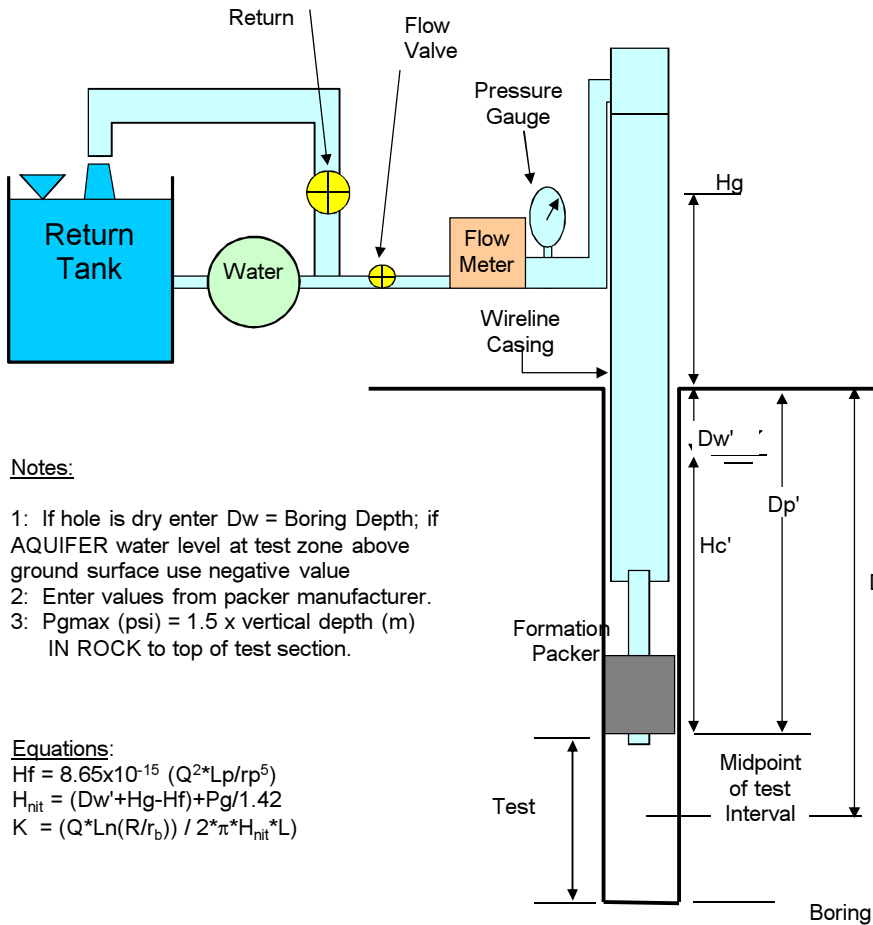 Return
Flow
Valve
Pressure
Gauge
Hg
Return
Tank
Water
Flow
Meter
Wireline
Casing
Dw'
Dp'
Hc'
D
Notes:
1: If hole is dry enter Dw = Boring Depth; if
AQUIFER water level at test zone above
ground surface use negative value
2: Enter values from packer manufacturer.
3: Pgmax (psi) = 1.5 x vertical depth (m)
IN ROCK to top of test section.
Formation
Packer
Equations:
Hf = 8.65x10⁻¹⁵ (Q²*Lp/rp⁵)
Hₙᵢₜ = (Dw'+Hg-Hf)+Pg/1.42
K = (Q*Ln(R/r_b)) / 2*π*Hₙᵢₜ*L)
Test
Midpoint
of test
Interval
Boring